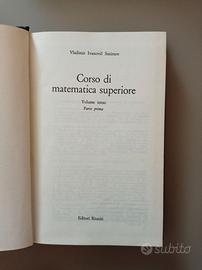 Vladimir Ivanovič Smirnov
Corso di
matematica superiore
Volume terzo
Parte prima
Editori Riuniti
subito